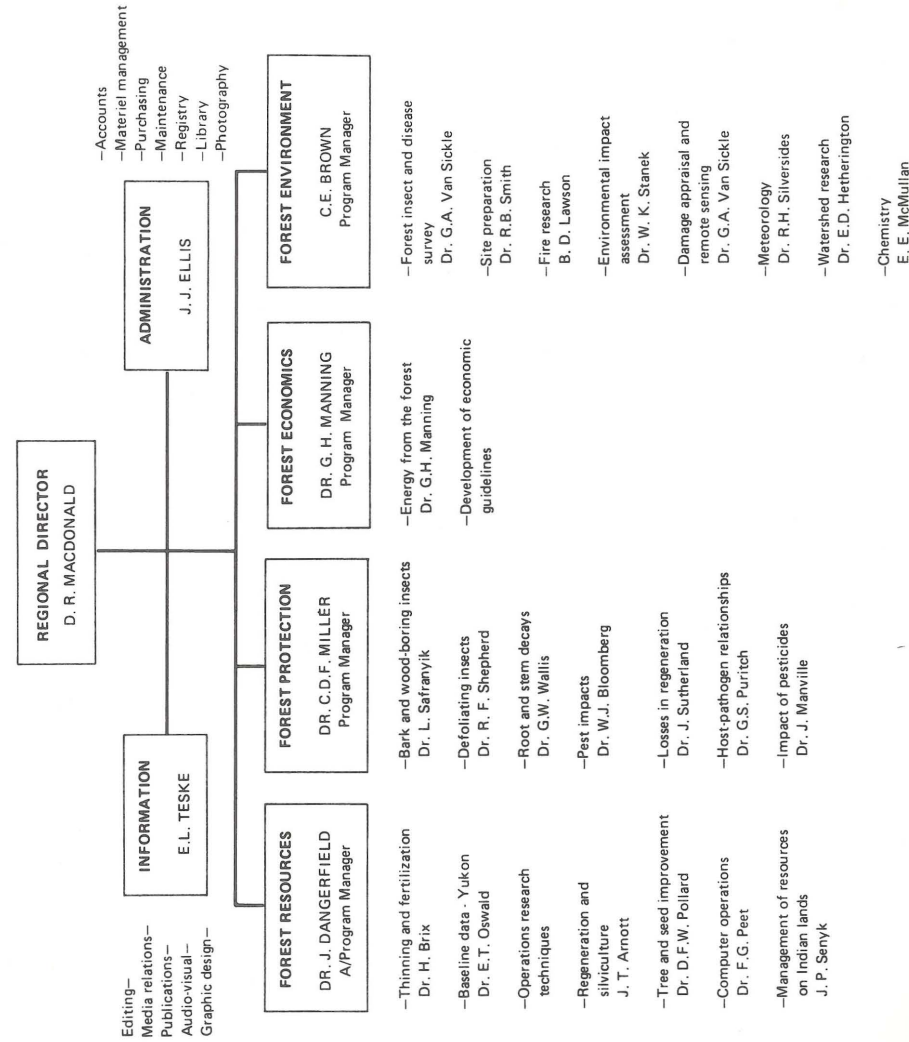 REGIONAL DIRECTOR
D. R. MACDONALD
Editing—
Media relations—
Publications—
Audio-visual—
Graphic design—
INFORMATION
E.L. TESKE
ADMINISTRATION
J. J. ELLIS
—Accounts
—Materiel management
—Purchasing
—Maintenance
—Registry
—Library
—Photography
FOREST RESOURCES
DR. J. DANGERFIELD
A/Program Manager
—Thinning and fertilization
Dr. H. Brix
—Baseline data - Yukon
Dr. E.T. Oswald
—Operations research
techniques
—Regeneration and
silviculture
J. T. Arnott
—Tree and seed improvement
Dr. D.F.W. Pollard
—Computer operations
Dr. F.G. Peet
—Management of resources
on Indian lands
J. P. Senyk
FOREST PROTECTION
DR. C.D.F. MILLER
Program Manager
—Bark and wood-boring insects
Dr. L. Safranyik
—Defoliating insects
Dr. R. F. Shepherd
—Root and stem decays
Dr. G.W. Wallis
—Pest impacts
Dr. W.J. Bloomberg
—Losses in regeneration
Dr. J. Sutherland
—Host-pathogen relationships
Dr. G.S. Puritch
—Impact of pesticides
Dr. J. Manville
FOREST ECONOMICS
DR. G. H. MANNING
Program Manager
—Energy from the forest
Dr. G.H. Manning
—Development of economic
guidelines
FOREST ENVIRONMENT
C.E. BROWN
Program Manager
—Forest insect and disease
survey
Dr. G.A. Van Sickle
—Site preparation
Dr. R.B. Smith
—Fire research
B. D. Lawson
—Environmental impact
assessment
Dr. W. K. Stanek
—Damage appraisal and
remote sensing
Dr. G.A. Van Sickle
—Meteorology
Dr. R.H. Silversides
—Watershed research
Dr. E.D. Hetherington
—Chemistry
E. E. McMullan